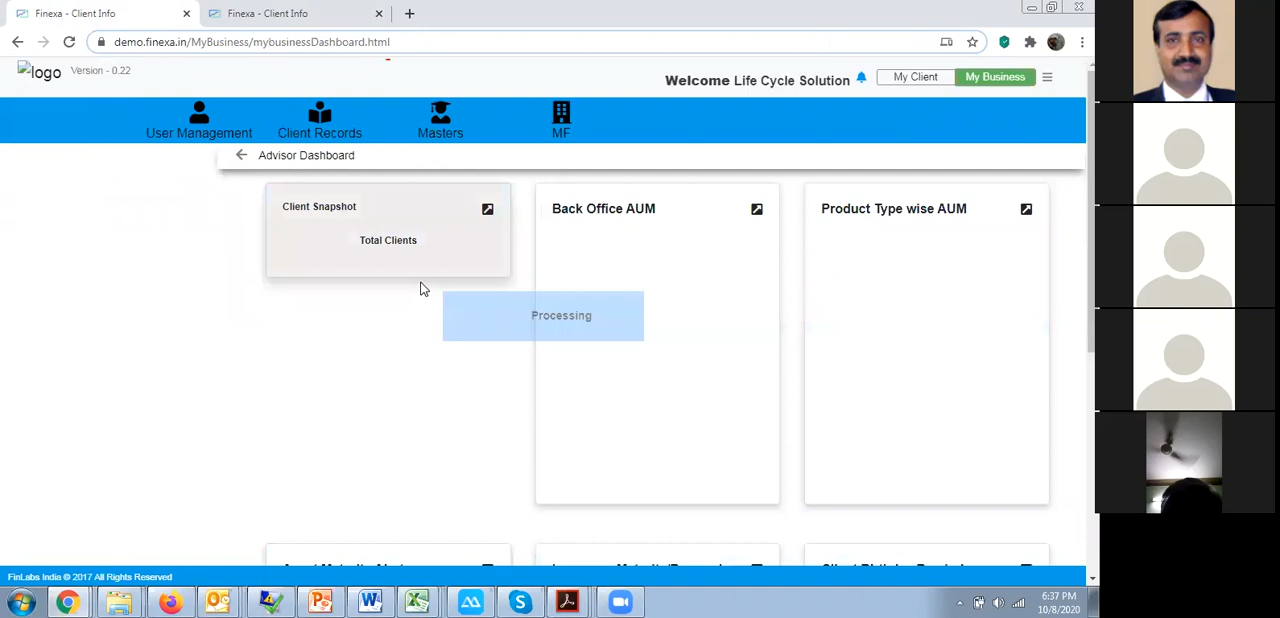 Finexa - Client Info
Finexa - Client Info
demo.finexa.in/MyBusiness/mybusinessDashboard.html
logo
Version - 0.22
Welcome Life Cycle Solution
My Client
My Business
User Management
Client Records
Masters
MF
Advisor Dashboard
Client Snapshot
Total Clients
Back Office AUM
Product Type wise AUM
Processing
FinLabs India © 2017 All Rights Reserved
6:37 PM
10/8/2020